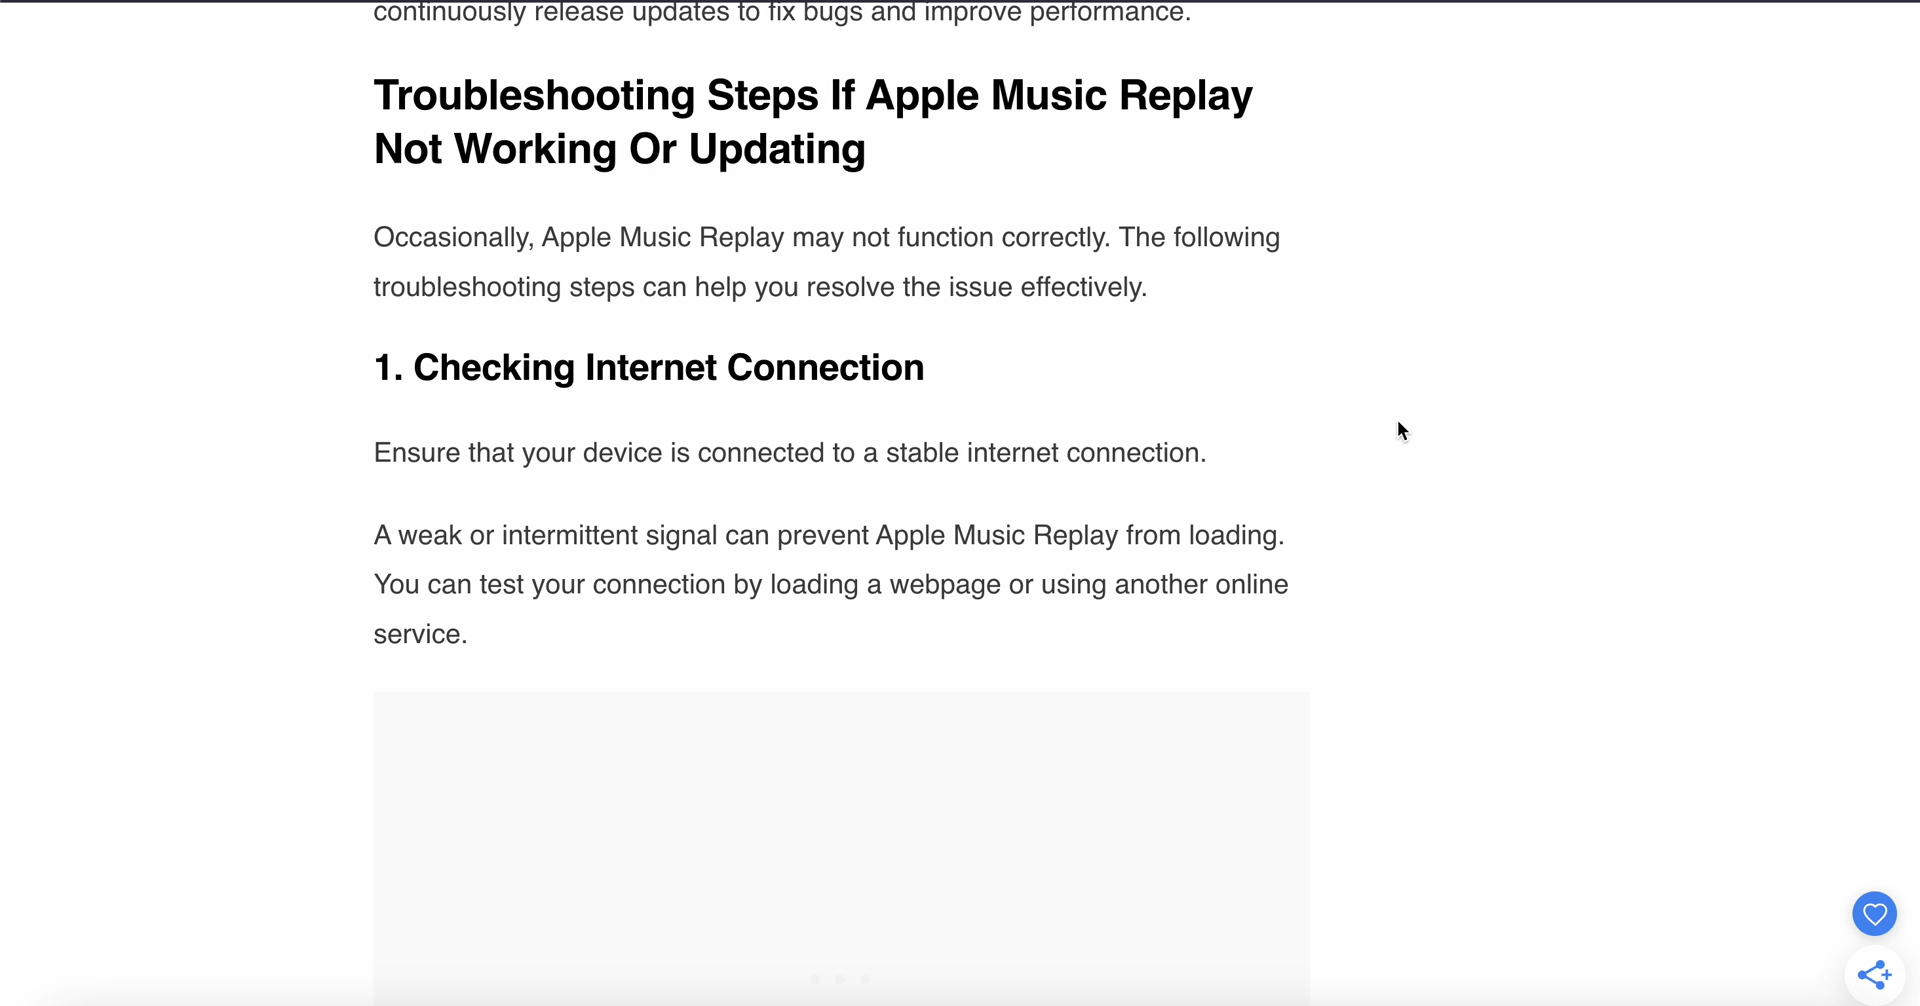 continuously release updates to fix bugs and improve performance.
Troubleshooting Steps If Apple Music Replay
Not Working Or Updating
Occasionally, Apple Music Replay may not function correctly. The following
troubleshooting steps can help you resolve the issue effectively.
1. Checking Internet Connection
Ensure that your device is connected to a stable internet connection.
A weak or intermittent signal can prevent Apple Music Replay from loading.
You can test your connection by loading a webpage or using another online
service.